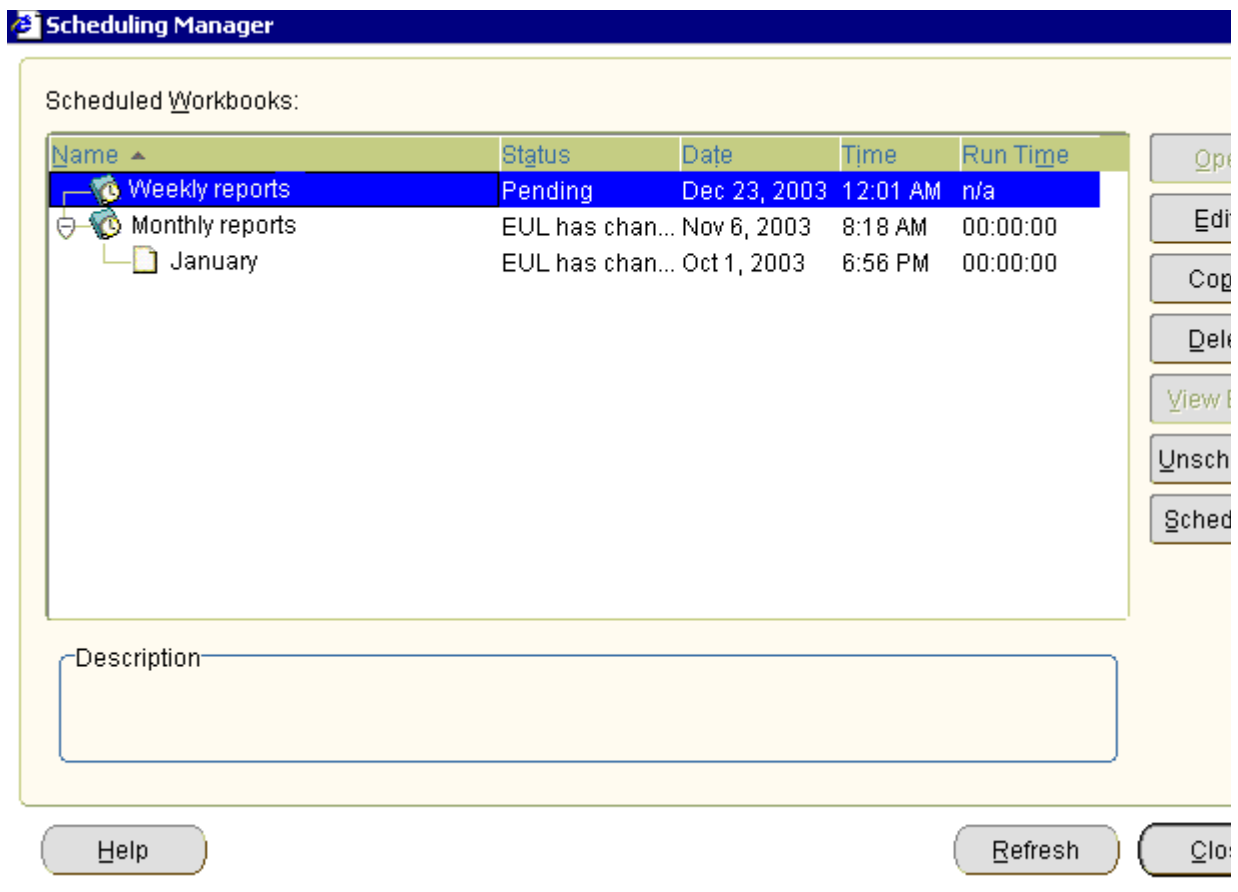 Scheduling Manager
Scheduled Workbooks:
Name Status Date Time Run Time
Weekly reports Pending Dec 23, 2003 12:01 AM n/a
Monthly reports EUL has chan... Nov 6, 2003 8:18 AM 00:00:00
January EUL has chan... Oct 1, 2003 6:56 PM 00:00:00
Ope
Edi
Cop
Dele
View E
Unsch
Sched
Description
Help Refresh Clos